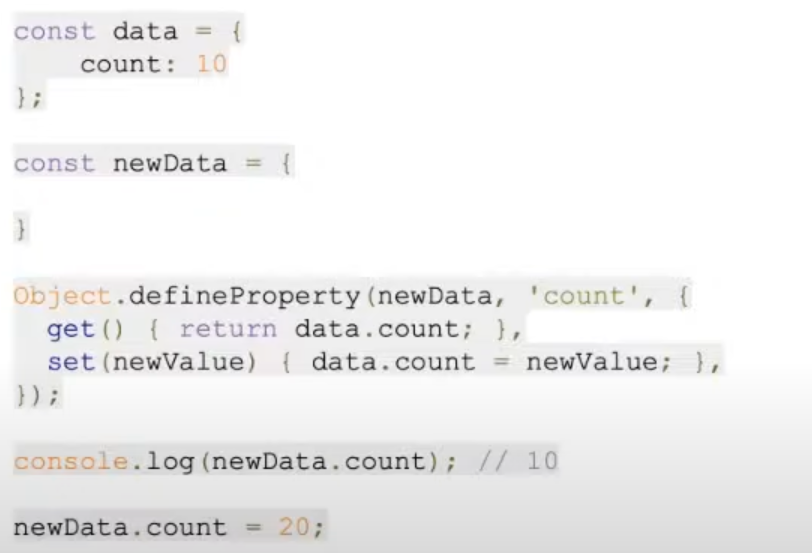 const data = {
    count: 10
};
const newData = {
}
Object.defineProperty(newData, 'count', {
  get() { return data.count; },
  set(newValue) { data.count = newValue; },
});
console.log(newData.count); // 10
newData.count = 20;